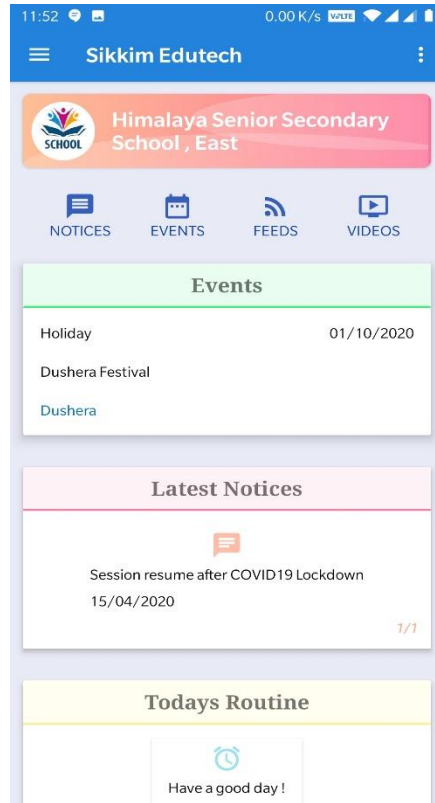 11:52 0.00 K/s VoLTE
Sikkim Edutech
SCHOOL
Himalaya Senior Secondary
School , East
NOTICES EVENTS FEEDS VIDEOS
Events
Holiday 01/10/2020
Dushera Festival
Dushera
Latest Notices
Session resume after COVID19 Lockdown
15/04/2020
1/1
Todays Routine
Have a good day !